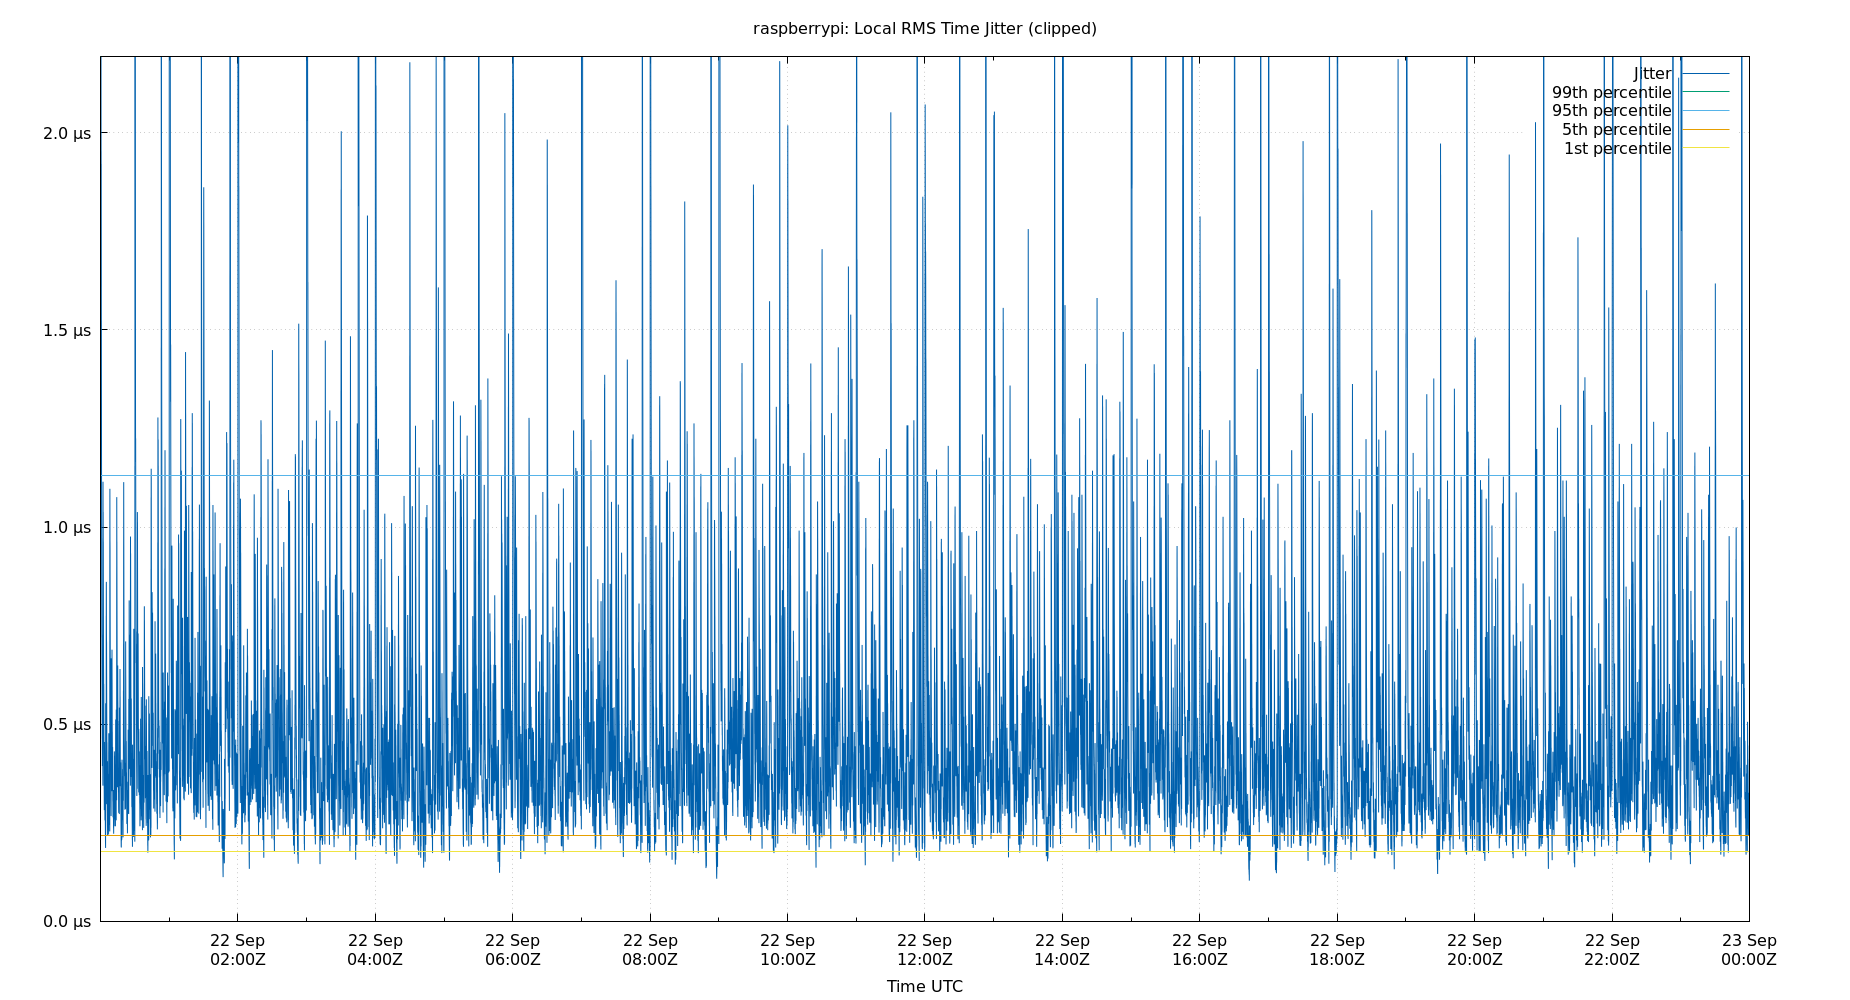 raspberrypi: Local RMS Time Jitter (clipped)
Jitter
99th percentile
95th percentile
5th percentile
1st percentile
2.0 µs
1.5 µs
1.0 µs
0.5 µs
0.0 µs
22 Sep 22 Sep 22 Sep 22 Sep 22 Sep 22 Sep 22 Sep 22 Sep 22 Sep 22 Sep 22 Sep 23 Sep
02:00Z 04:00Z 06:00Z 08:00Z 10:00Z 12:00Z 14:00Z 16:00Z 18:00Z 20:00Z 22:00Z 00:00Z
Time UTC